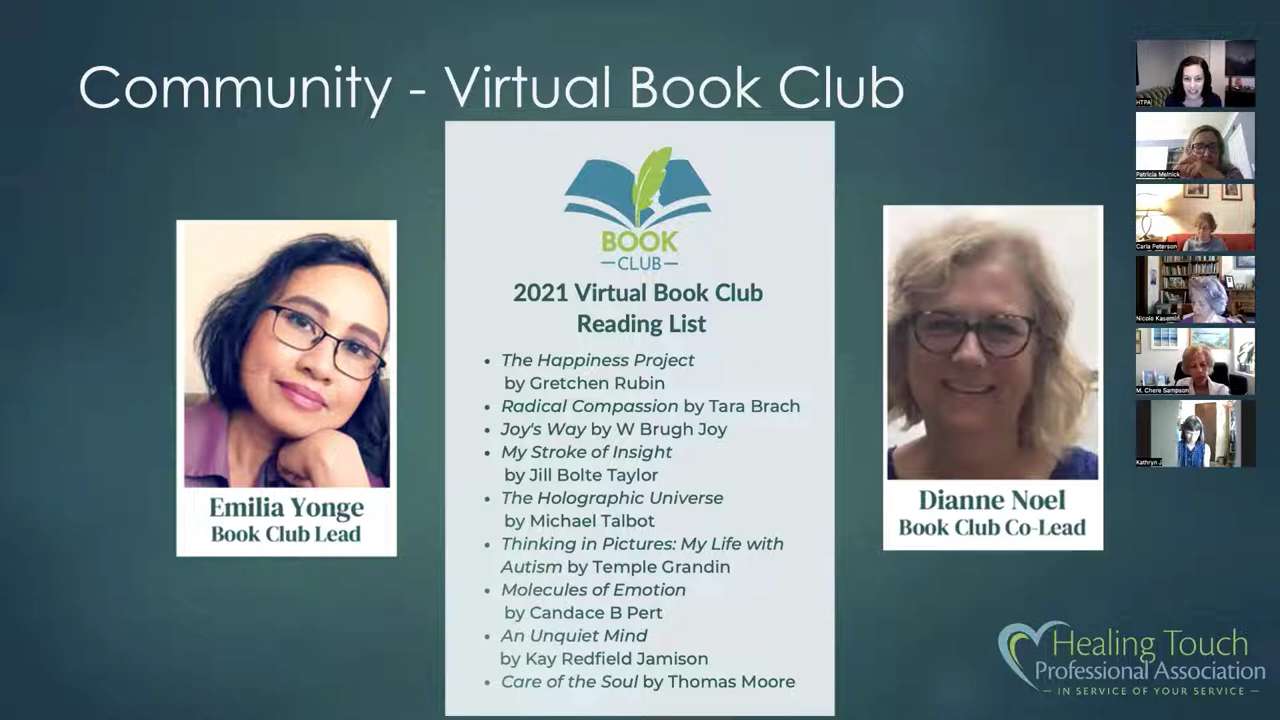 Community - Virtual Book Club
BOOK
CLUB
2021 Virtual Book Club
Reading List
• The Happiness Project
by Gretchen Rubin
• Radical Compassion by Tara Brach
• Joy's Way by W Brugh Joy
• My Stroke of Insight
by Jill Bolte Taylor
• The Holographic Universe
by Michael Talbot
• Thinking in Pictures: My Life with
Autism by Temple Grandin
• Molecules of Emotion
by Candace B Pert
• An Unquiet Mind
by Kay Redfield Jamison
• Care of the Soul by Thomas Moore
Emilia Yonge
Book Club Lead
Dianne Noel
Book Club Co-Lead
HTPA
Patricia Melnick
Carla Peterson
Nicole Kasemir
M. Chere Sampson
Kathryn J
Healing Touch
Professional Association
IN SERVICE OF YOUR SERVICE